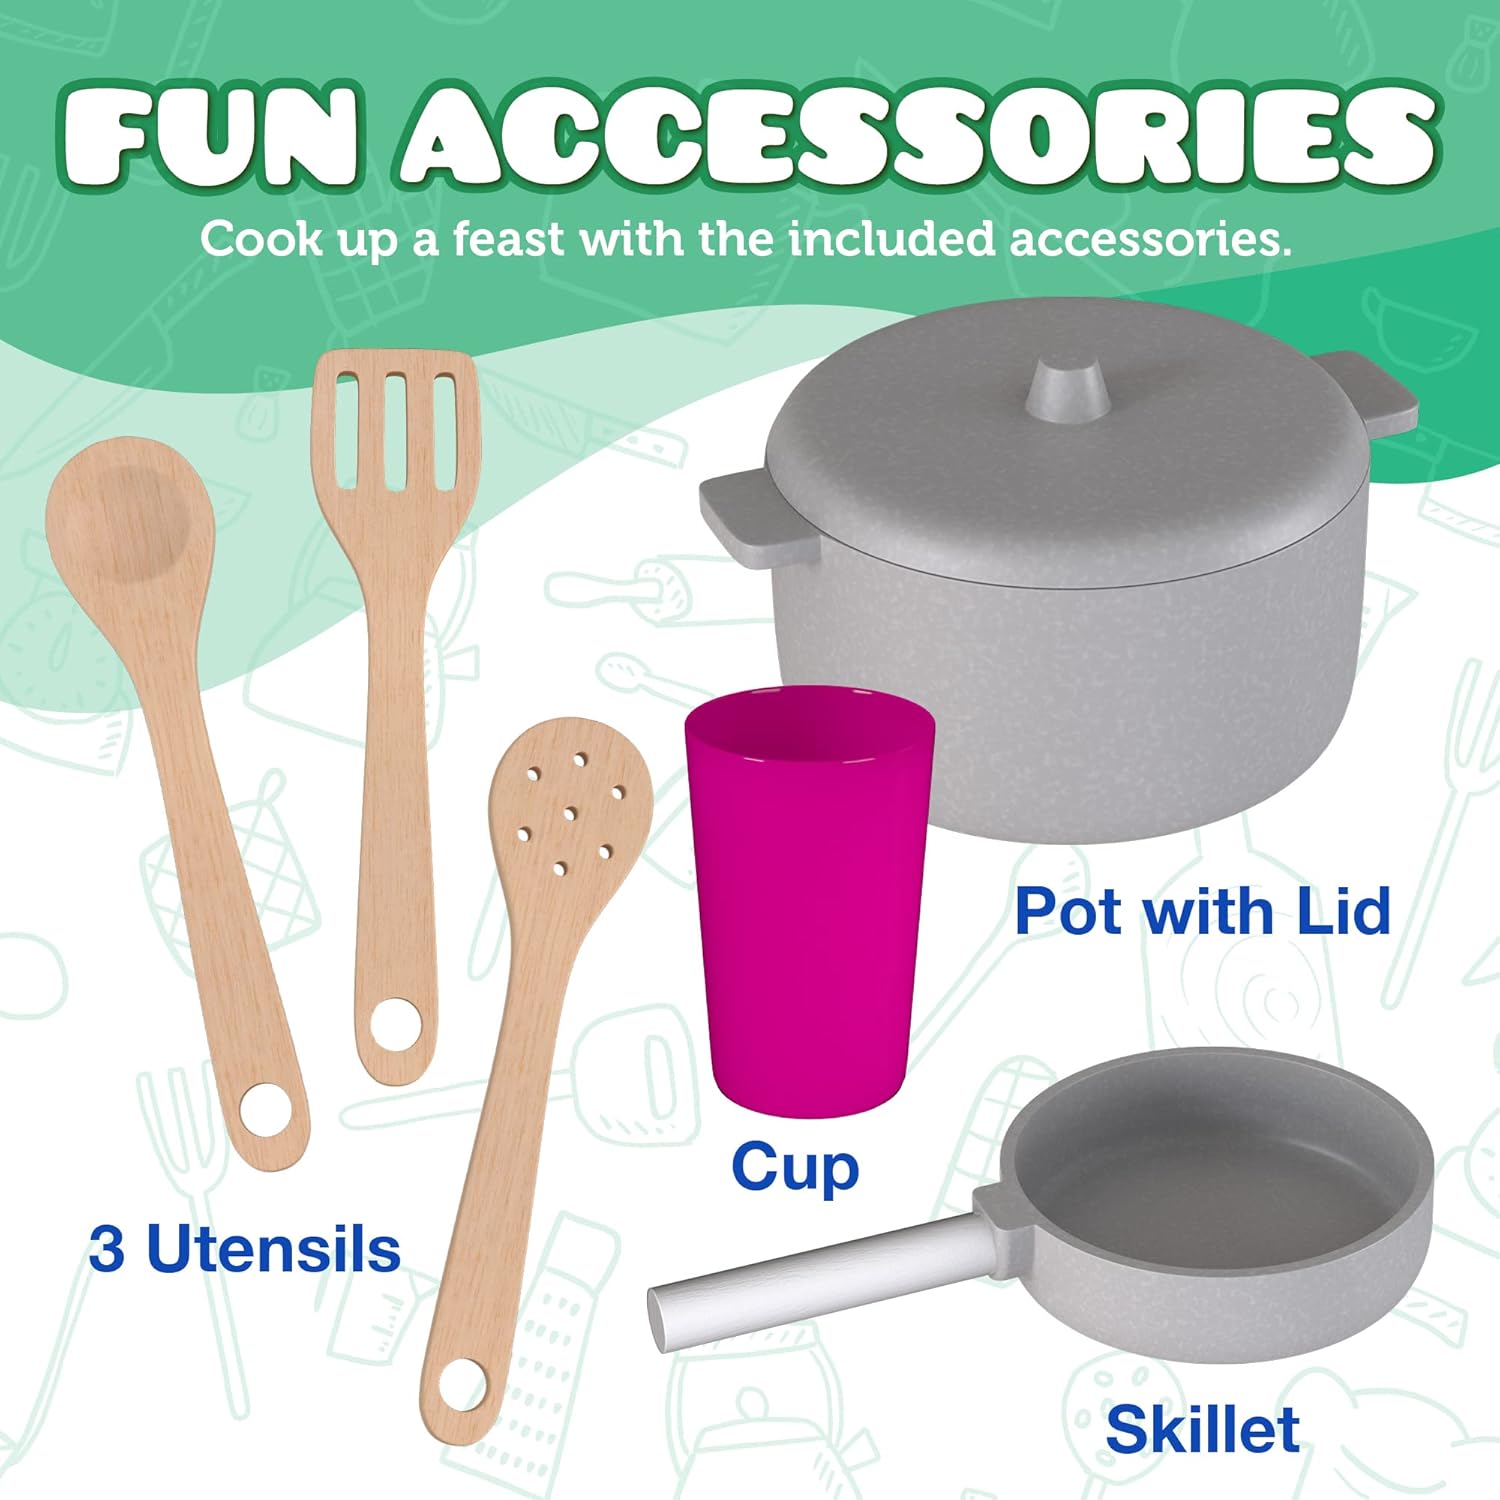 FUN ACCESSORIES
Cook up a feast with the included accessories.
Pot with Lid
Cup
3 Utensils
Skillet